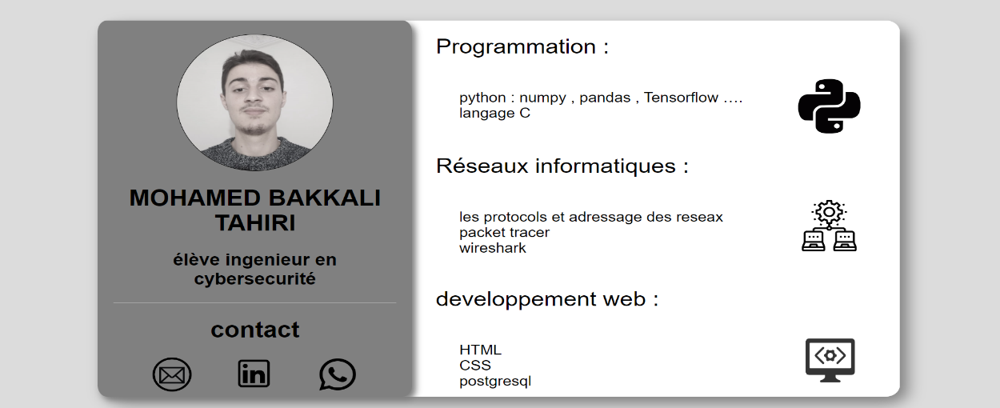 MOHAMED BAKKALI
TAHIRI
élève ingenieur en
cybersecurité
contact
in
Programmation :
python : numpy , pandas , Tensorflow ....
langage C
Réseaux informatiques :
les protocols et adressage des reseax
packet tracer
wireshark
developpement web :
HTML
CSS
postgresql